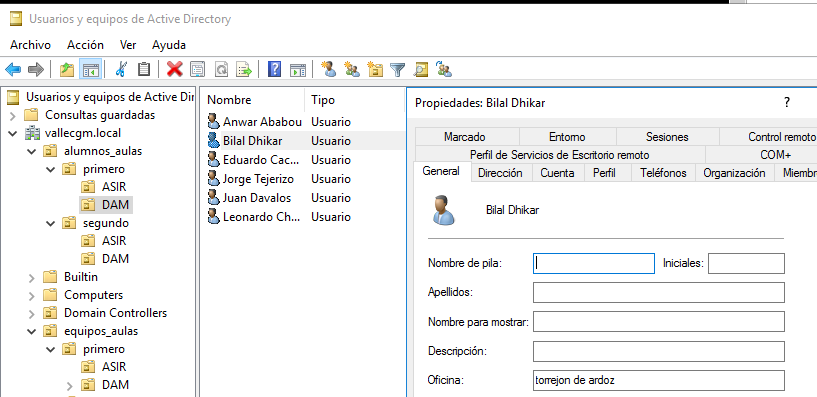 Usuarios y equipos de Active Directory
Archivo Acción Ver Ayuda
Usuarios y equipos de Active Dir
Consultas guardadas
vallecgm.local
alumnos_aulas
primero
ASIR
DAM
segundo
ASIR
DAM
Builtin
Computers
Domain Controllers
equipos_aulas
primero
ASIR
DAM
Nombre Tipo
Anwar Ababou Usuario
Bilal Dhikar Usuario
Eduardo Cac... Usuario
Jorge Tejerizo Usuario
Juan Davalos Usuario
Leonardo Ch... Usuario
Propiedades: Bilal Dhikar ?
Marcado Entorno Sesiones Control remoto
Perfil de Servicios de Escritorio remoto COM+
General Dirección Cuenta Perfil Teléfonos Organización Miembr
Bilal Dhikar
Nombre de pila: Iniciales:
Apellidos:
Nombre para mostrar:
Descripción:
Oficina: torrejon de ardoz